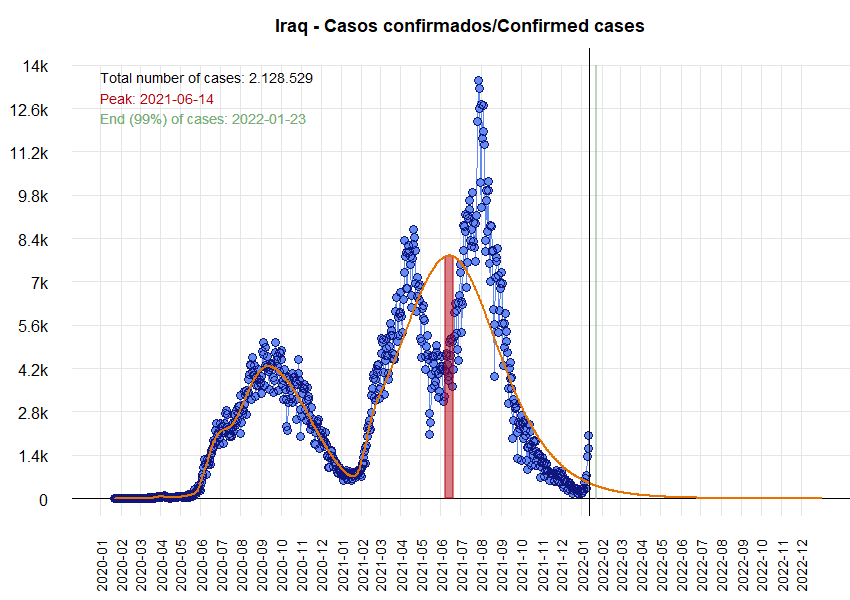 Iraq - Casos confirmados/Confirmed cases
14k
12.6k
11.2k
9.8k
8.4k
7k
5.6k
4.2k
2.8k
1.4k
0
Total number of cases: 2.128.529
Peak: 2021-06-14
End (99%) of cases: 2022-01-23
2020-01
2020-02
2020-03
2020-04
2020-05
2020-06
2020-07
2020-08
2020-09
2020-10
2020-11
2020-12
2021-01
2021-02
2021-03
2021-04
2021-05
2021-06
2021-07
2021-08
2021-09
2021-10
2021-11
2021-12
2022-01
2022-02
2022-03
2022-04
2022-05
2022-06
2022-07
2022-08
2022-09
2022-10
2022-11
2022-12